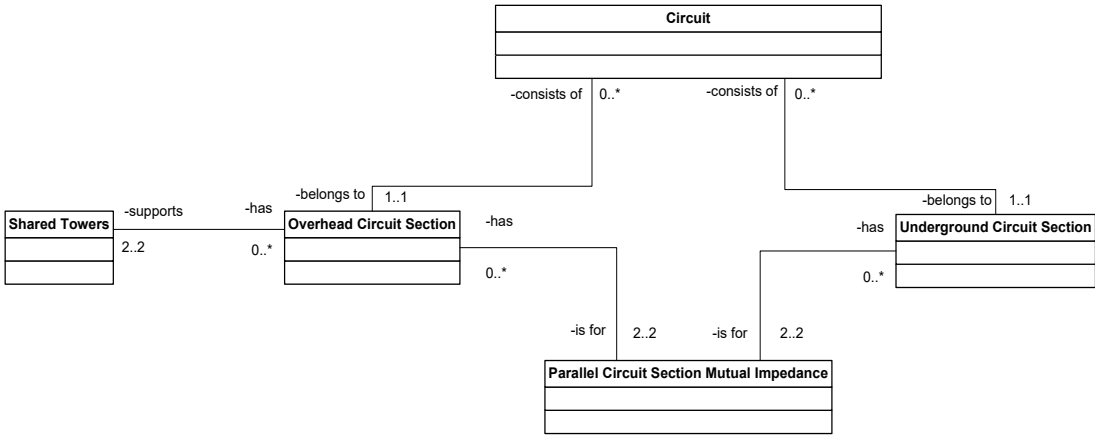 Circuit
-consists of 0..*
-consists of 0..*
-belongs to 1..1
-belongs to 1..1
-supports
-has
-has
-has
Shared Towers
Overhead Circuit Section
Underground Circuit Section
2..2
0..*
0..*
0..*
-is for 2..2
-is for 2..2
Parallel Circuit Section Mutual Impedance